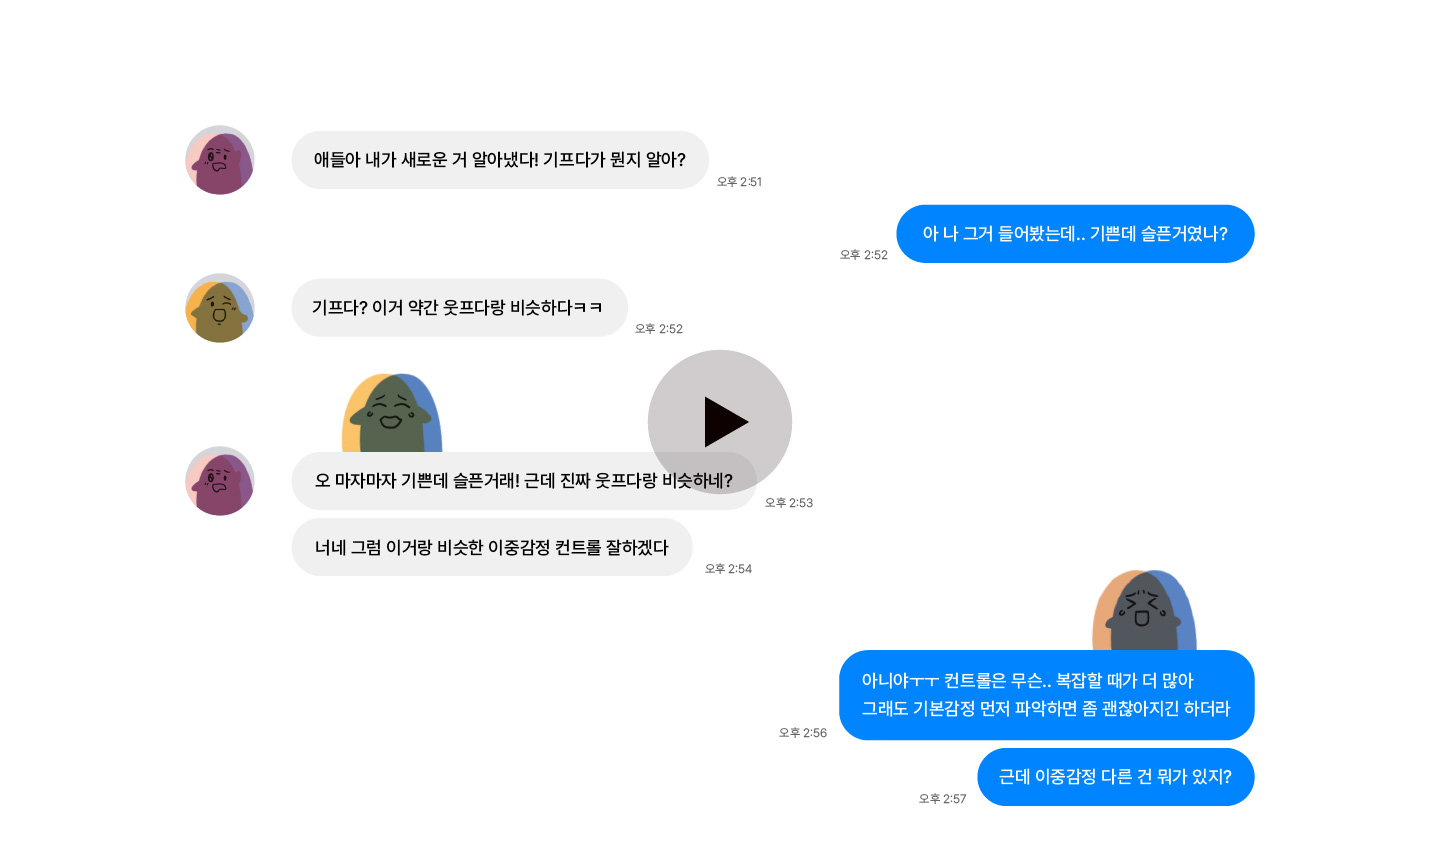 애들아 내가 새로운 거 알아냈다! 기프다가 뭔지 알아?
오후 2:51
아 나 그거 들어봤는데.. 기쁜데 슬픈거였나?
오후 2:52
기프다? 이거 약간 웃프다랑 비슷하다ㅋㅋ
오후 2:52
오 마자마자 기쁜데 슬픈거래! 근데 진짜 웃프다랑 비슷하네?
오후 2:53
너네 그럼 이거랑 비슷한 이중감정 컨트롤 잘하겠다
오후 2:54
아니야ㅜㅜ 컨트롤은 무슨.. 복잡할 때가 더 많아
그래도 기본감정 먼저 파악하면 좀 괜찮아지긴 하더라
오후 2:56
근데 이중감정 다른 건 뭐가 있지?
오후 2:57